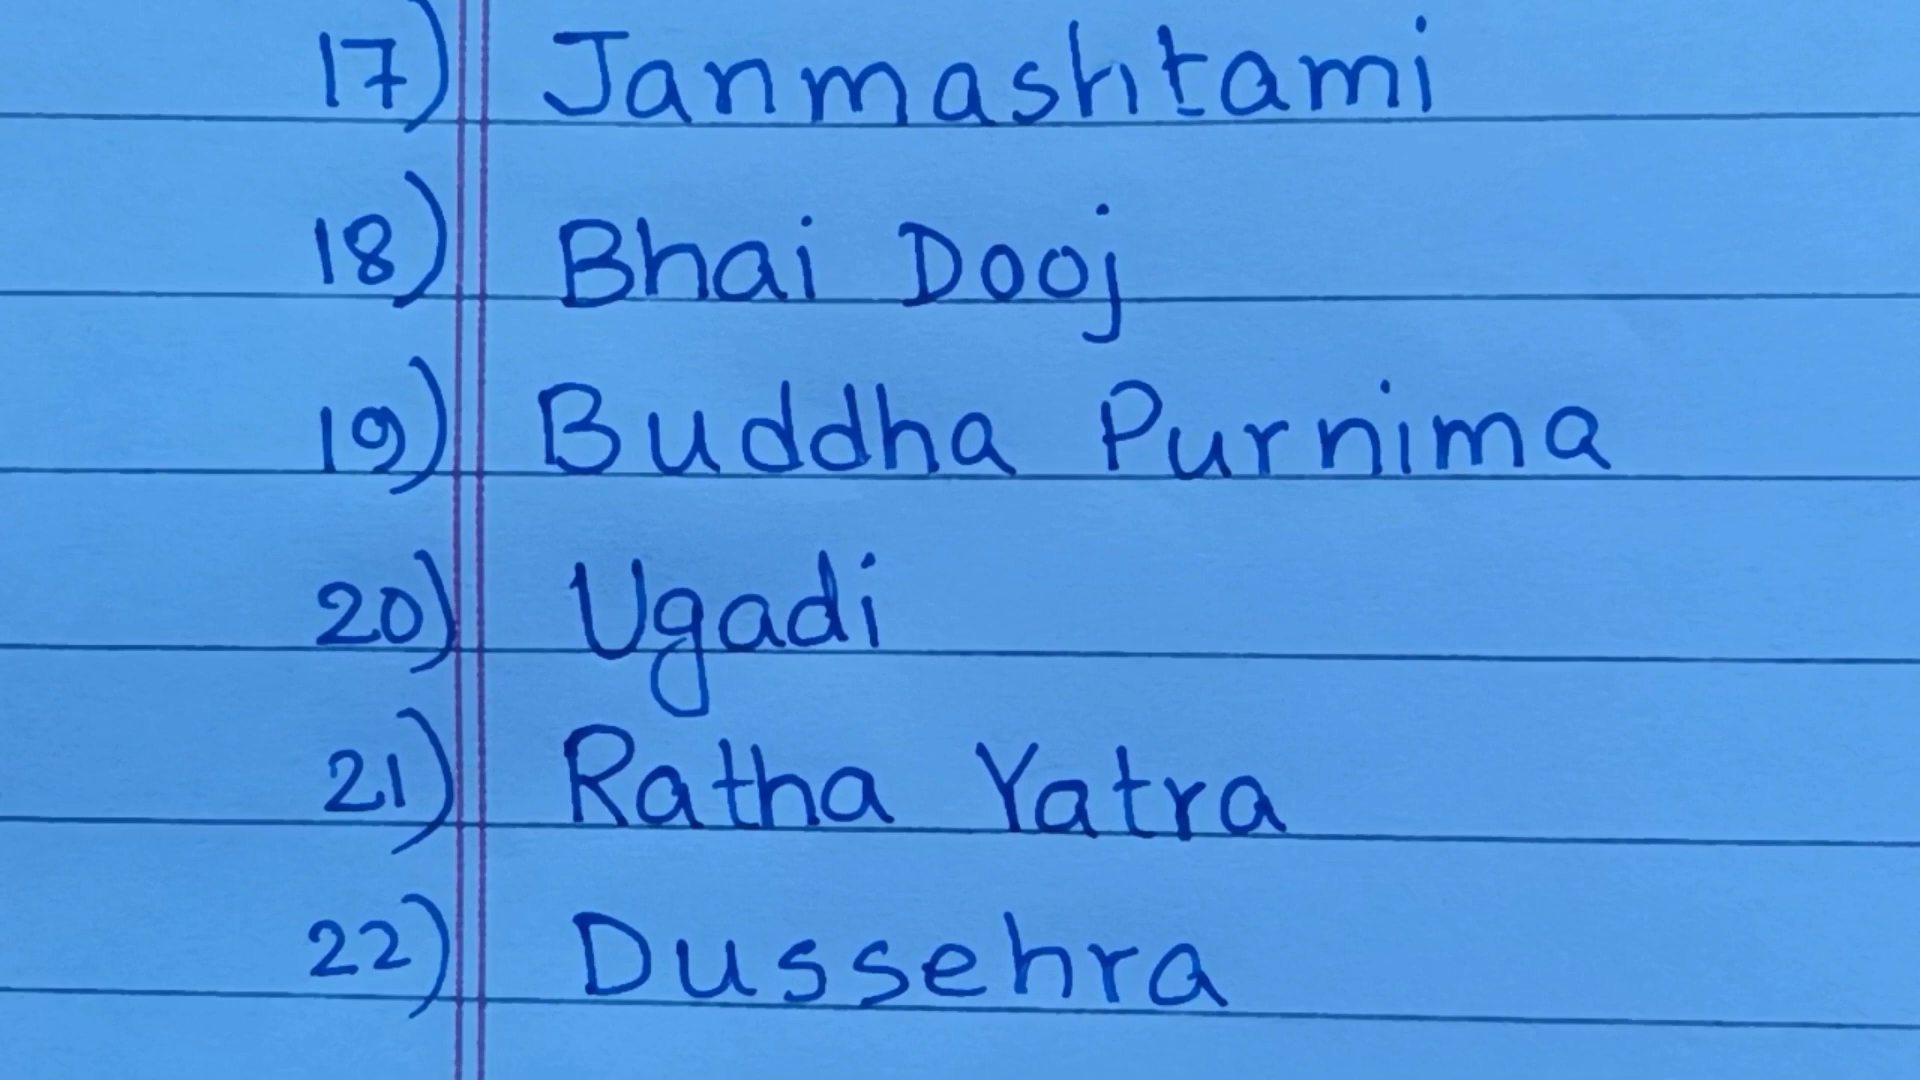 17) Janmashtami
18) Bhai Dooj
19) Buddha Purnima
20) Ugadi
21) Ratha Yatra
22) Dussehra